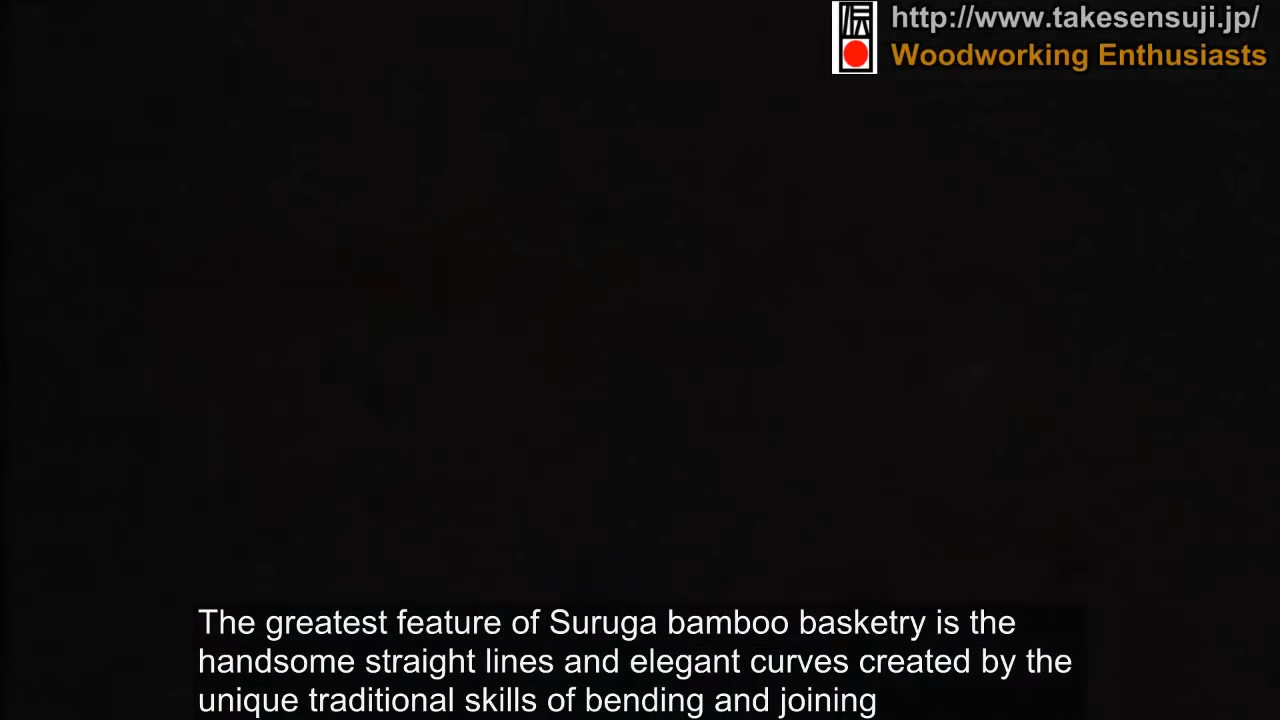 伝
http://www.takesensuji.jp/
Woodworking Enthusiasts
The greatest feature of Suruga bamboo basketry is the
handsome straight lines and elegant curves created by the
unique traditional skills of bending and joining